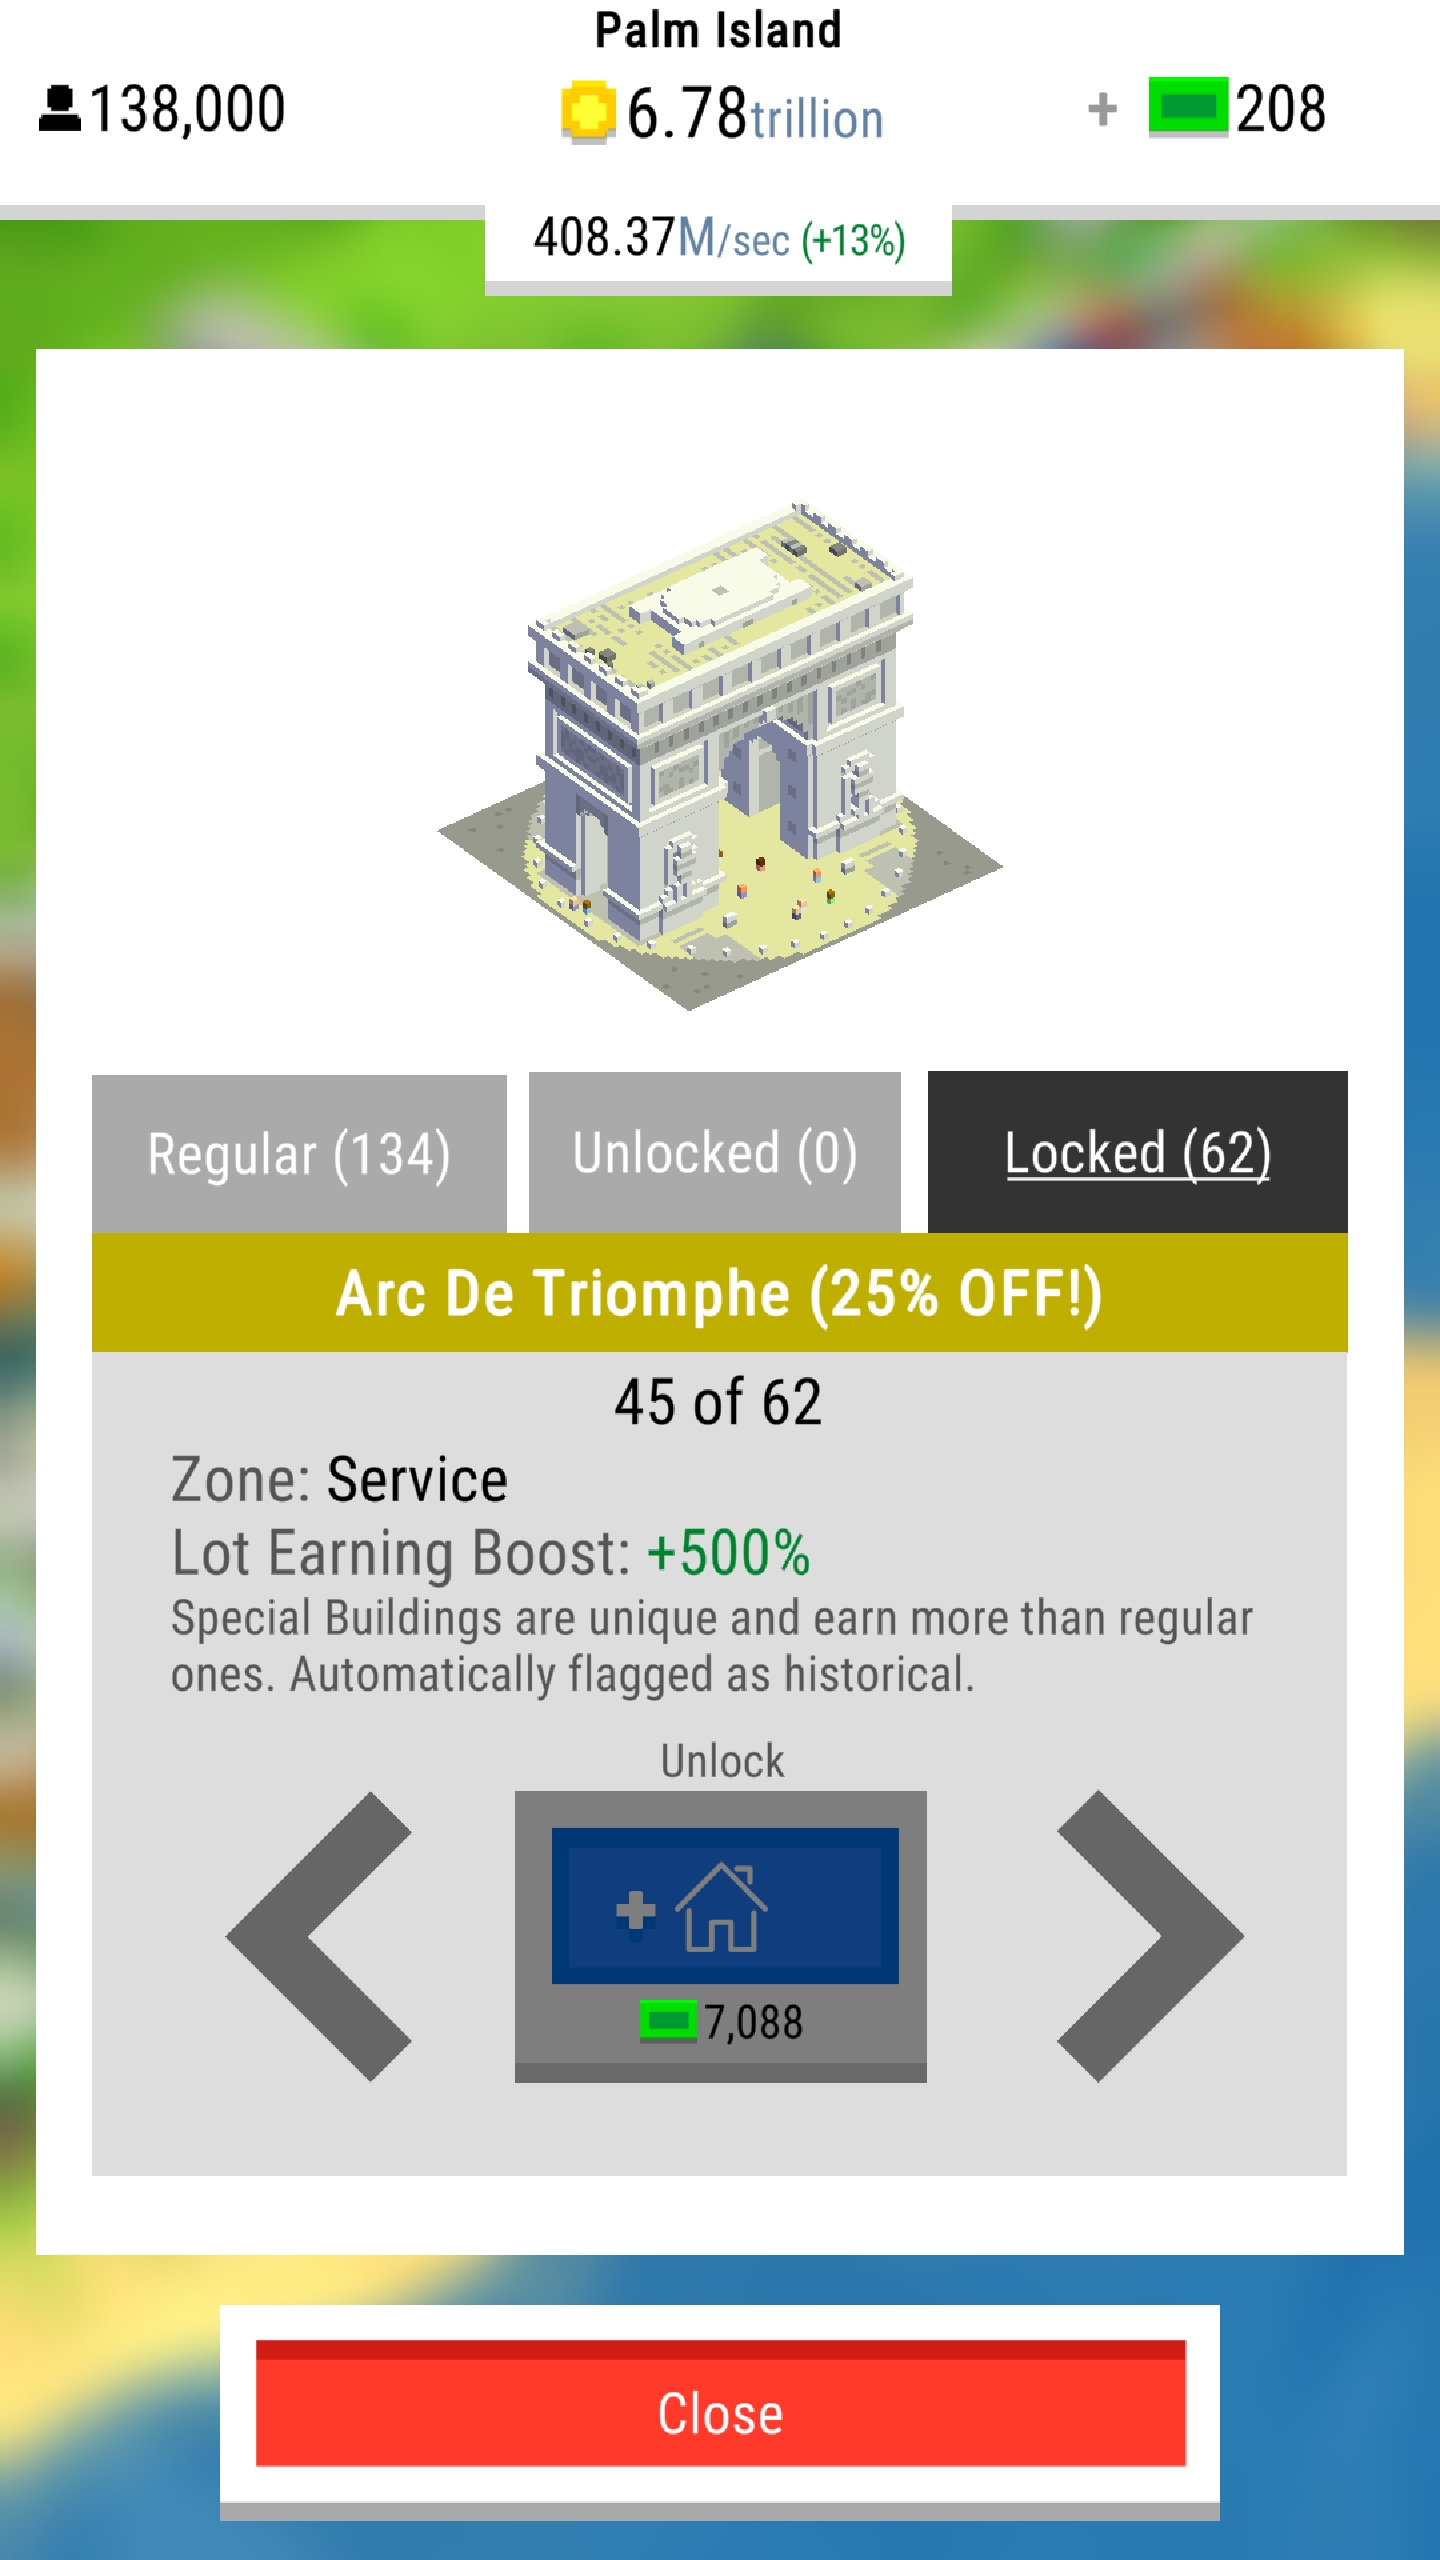 Palm Island
138,000
6.78trillion
+ 208
408.37M/sec (+13%)
Regular (134)
Unlocked (0)
Locked (62)
Arc De Triomphe (25% OFF!)
45 of 62
Zone: Service
Lot Earning Boost: +500%
Special Buildings are unique and earn more than regular
ones. Automatically flagged as historical.
Unlock
7,088
Close